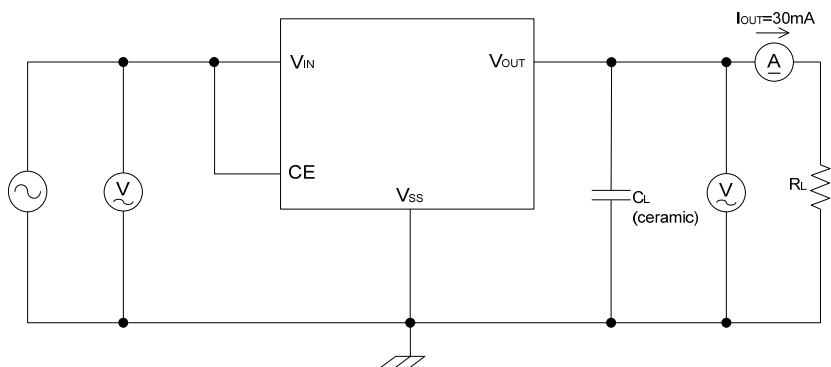 IOUT=30mA
A
VIN
VOUT
CE
V
VSS
CL
(ceramic)
V
RL